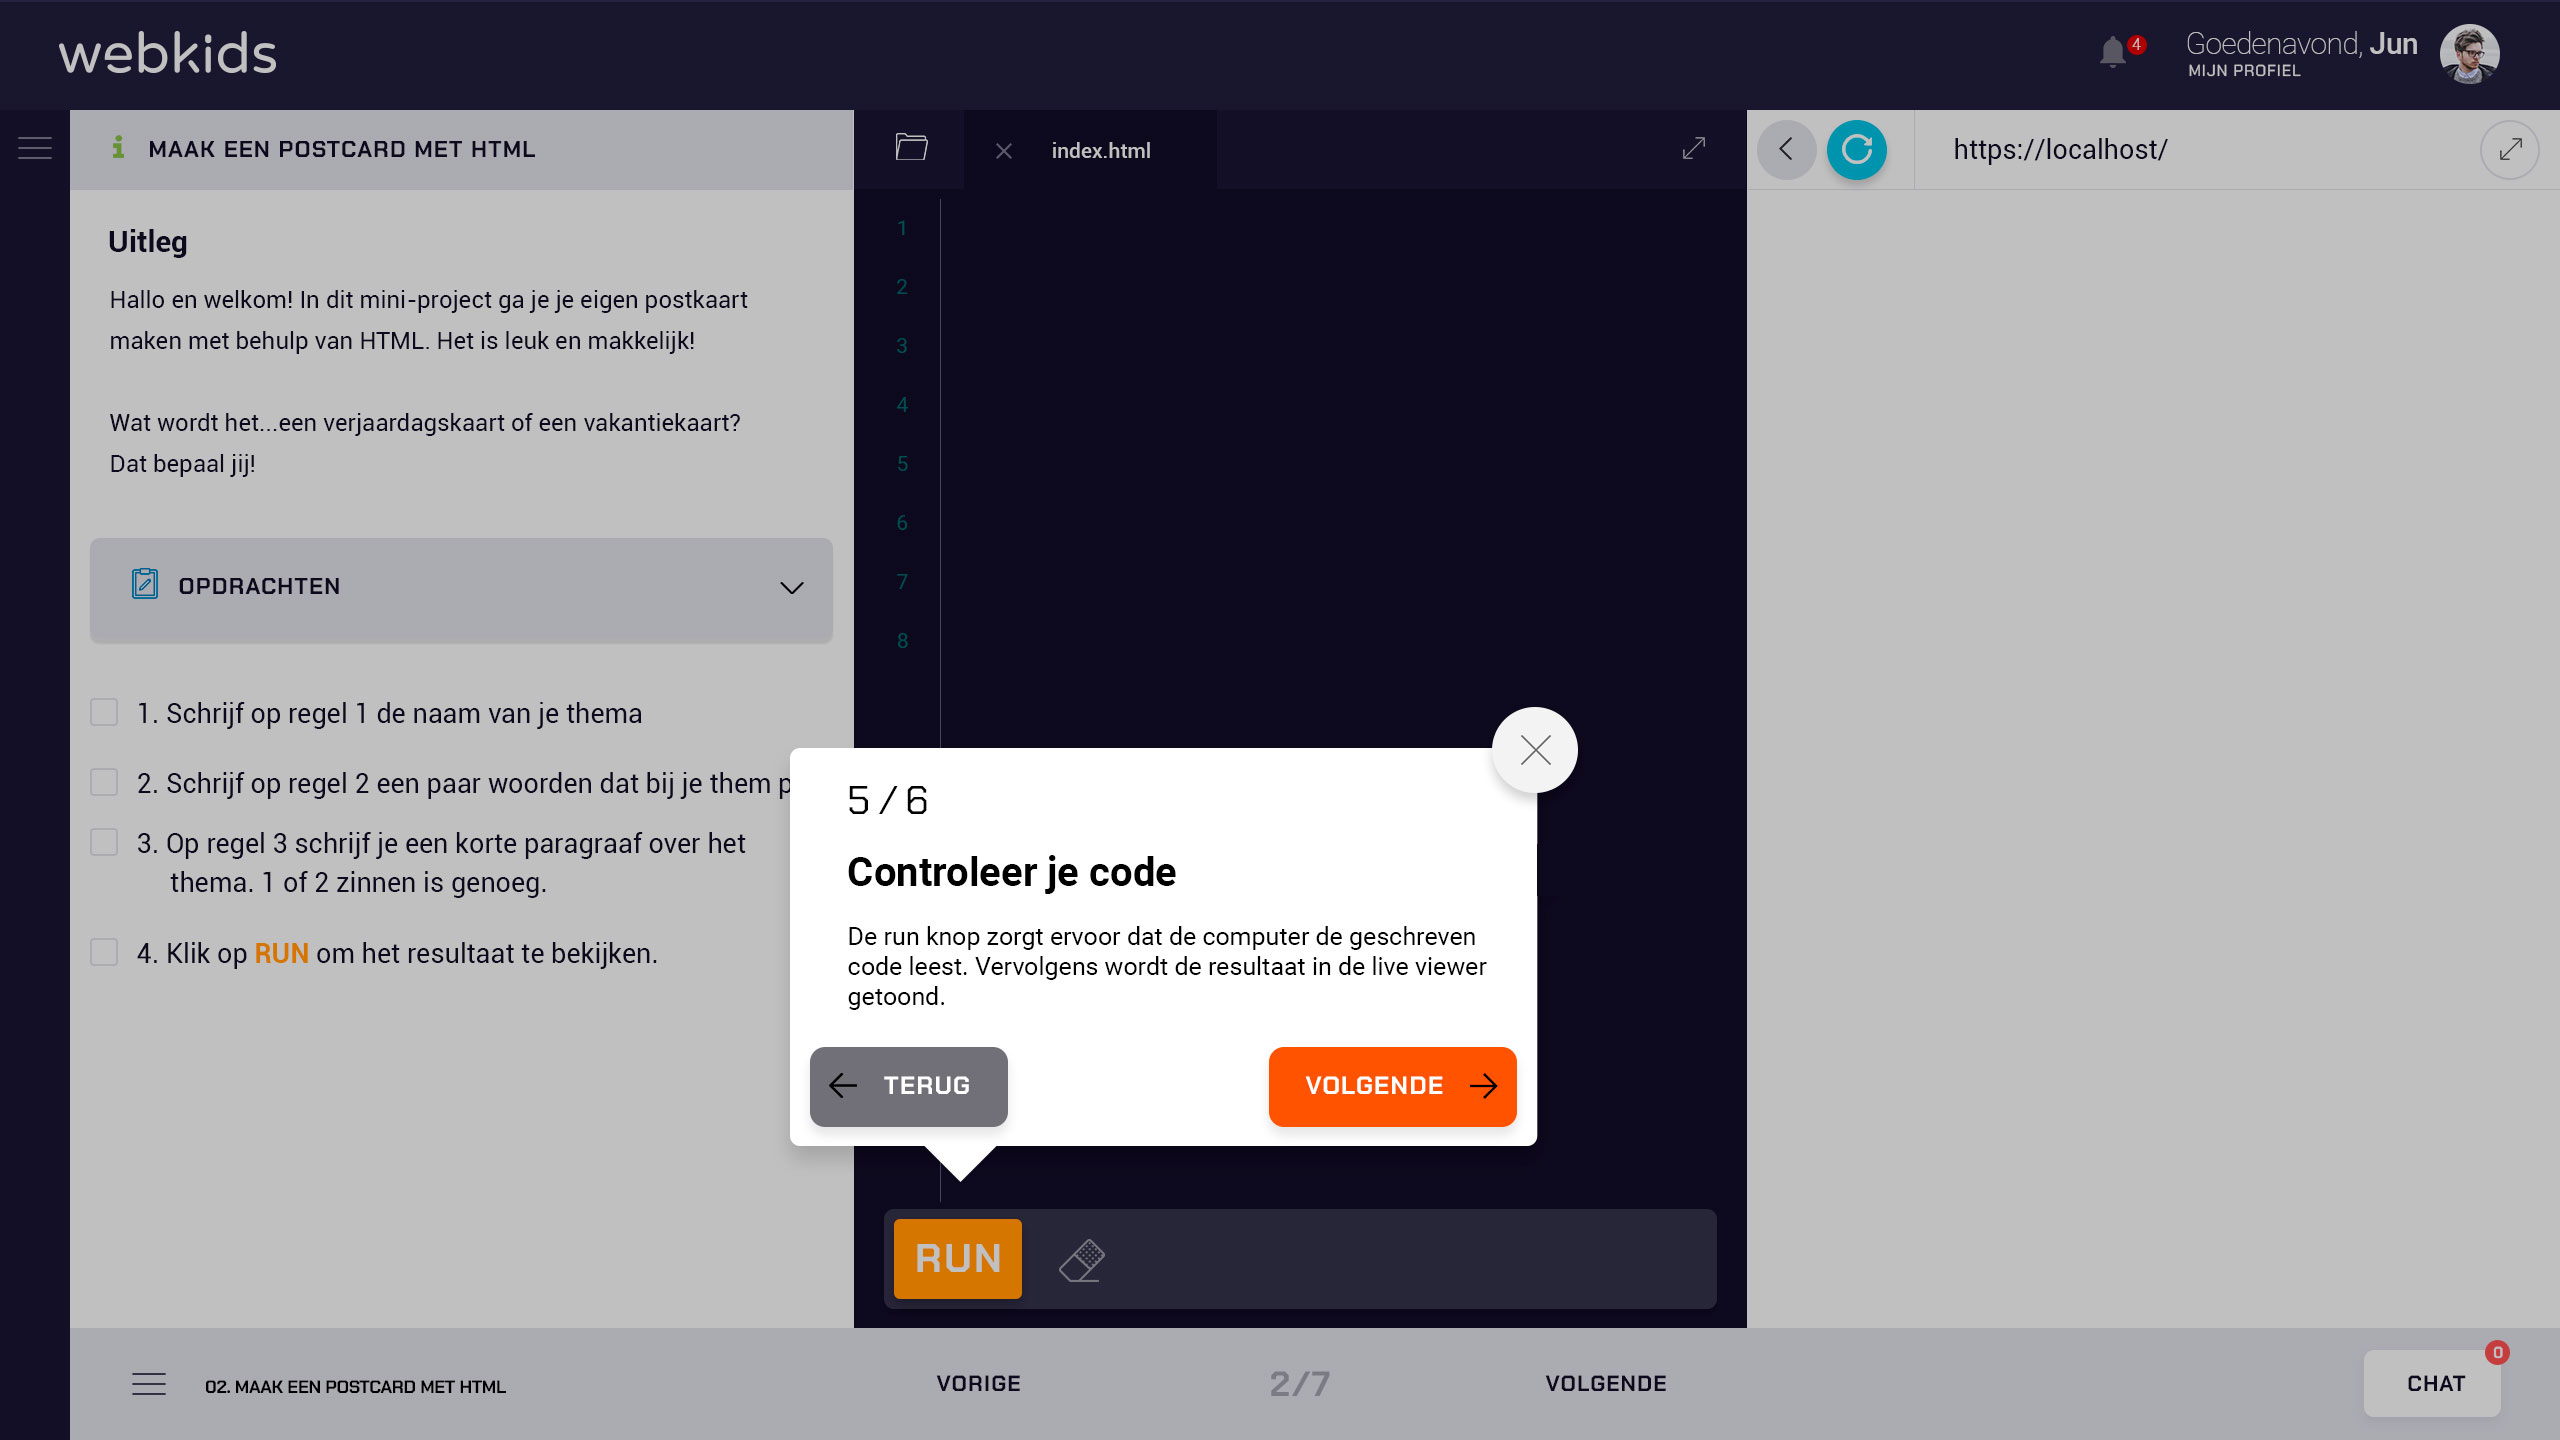 webkids
4
Goedenavond, Jun
MIJN PROFIEL
MAAK EEN POSTCARD MET HTML
Uitleg
Hallo en welkom! In dit mini-project ga je je eigen postkaart
maken met behulp van HTML. Het is leuk en makkelijk!
Wat wordt het...een verjaardagskaart of een vakantiekaart?
Dat bepaal jij!
OPDRACHTEN
1. Schrijf op regel 1 de naam van je thema
2. Schrijf op regel 2 een paar woorden dat bij je them p
3. Op regel 3 schrijf je een korte paragraaf over het
thema. 1 of 2 zinnen is genoeg.
4. Klik op RUN om het resultaat te bekijken.
index.html
1
2
3
4
5
6
7
8
https://localhost/
5 / 6
Controleer je code
De run knop zorgt ervoor dat de computer de geschreven
code leest. Vervolgens wordt de resultaat in de live viewer
getoond.
TERUG
VOLGENDE
RUN
02. MAAK EEN POSTCARD MET HTML
VORIGE
2/7
VOLGENDE
CHAT
0